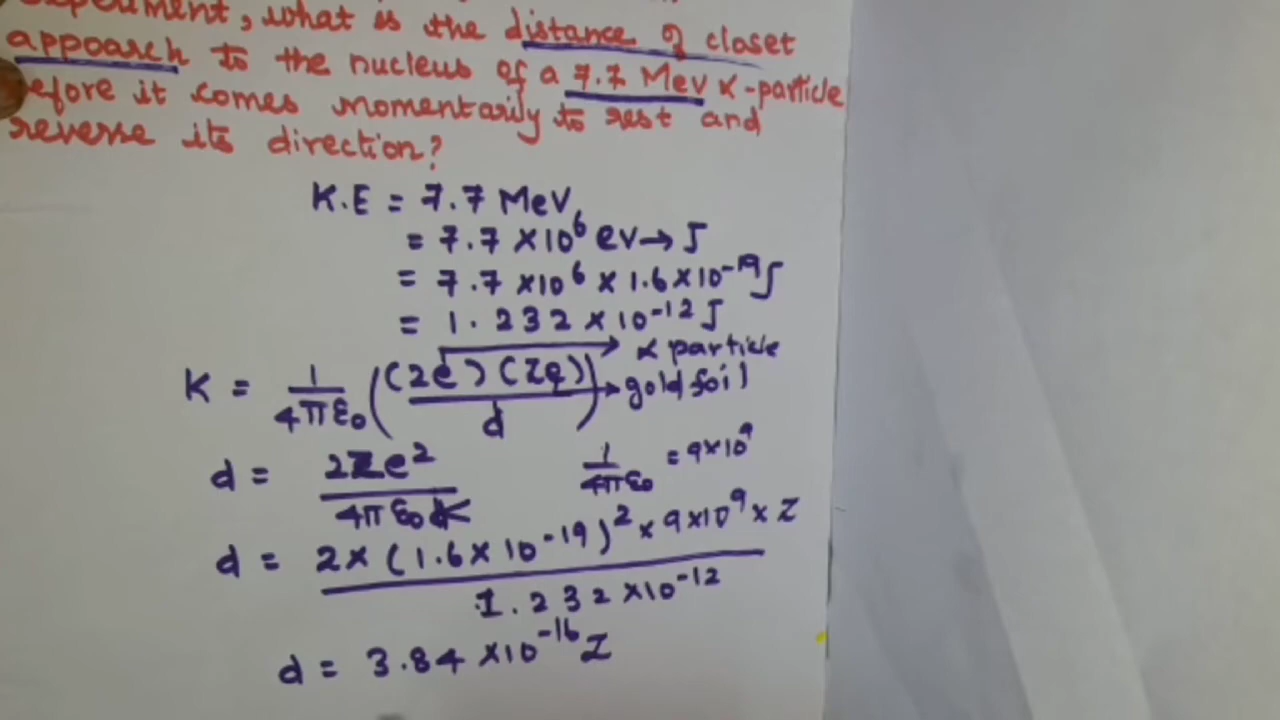 experiment, what is the distance of closet
appoarch to the nucleus of a 7.7 Mev α-particle
before it comes momentarily to rest and
reverse its direction?
K.E = 7.7 MeV
= 7.7 × 10⁶ eV → J
= 7.7 × 10⁶ × 1.6 × 10⁻¹⁹ J
= 1.232 × 10⁻¹² J
→ α particle
K = 1/4πε₀ ((2e)(Ze)/d) → gold foil
d = 2Ze²/4πε₀K
1/4πε₀ = 9×10⁹
d = 2×(1.6×10⁻¹⁹)² × 9×10⁹ × Z / 1.232×10⁻¹²
d = 3.84 ×10⁻¹⁶ Z